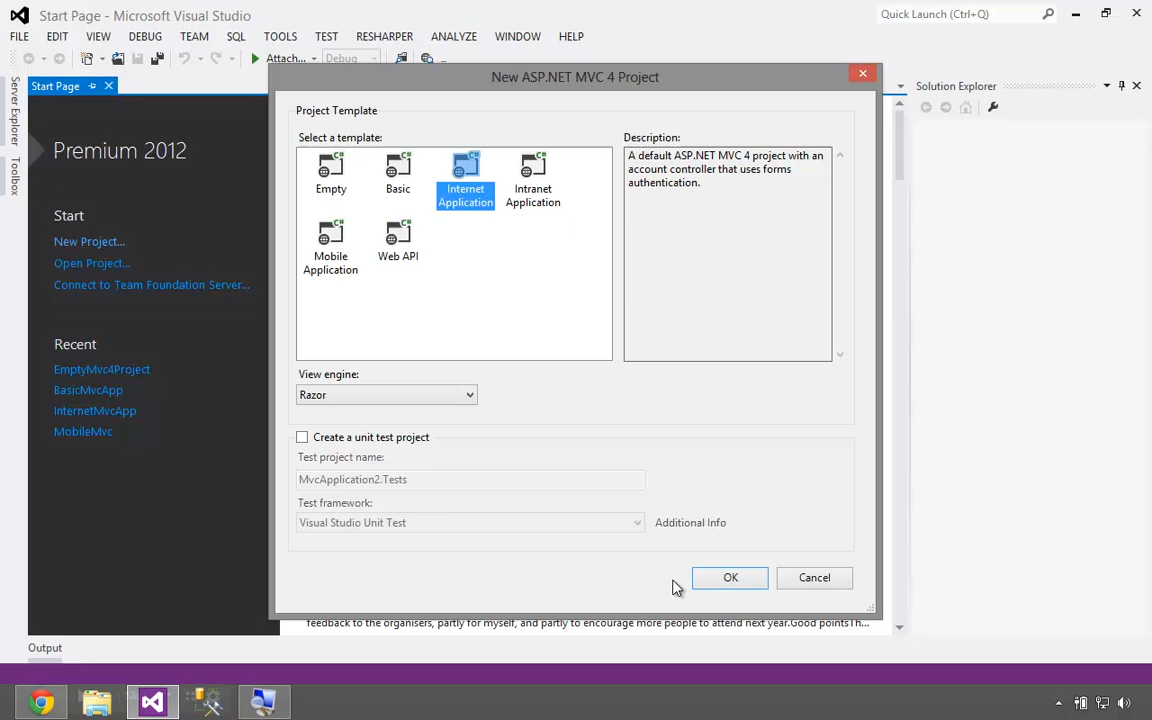 Start Page - Microsoft Visual Studio
Quick Launch (Ctrl+Q)
FILE EDIT VIEW DEBUG TEAM SQL TOOLS TEST RESHARPER ANALYZE WINDOW HELP
Attach...
Debug
Server Explorer
Toolbox
Start Page
Solution Explorer
Premium 2012
Start
New Project...
Open Project...
Connect to Team Foundation Server...
Recent
EmptyMvc4Project
BasicMvcApp
InternetMvcApp
MobileMvc
New ASP.NET MVC 4 Project
Project Template
Select a template:
C#
Empty
C#
Basic
C#
Internet
Application
C#
Intranet
Application
C#
Mobile
Application
C#
Web API
Description:
A default ASP.NET MVC 4 project with an
account controller that uses forms
authentication.
View engine:
Razor
Create a unit test project
Test project name:
MvcApplication2.Tests
Test framework:
Visual Studio Unit Test
Additional Info
OK
Cancel
feedback to the organisers, partly for myself, and partly to encourage more people to attend next year.Good pointsTh...
Output